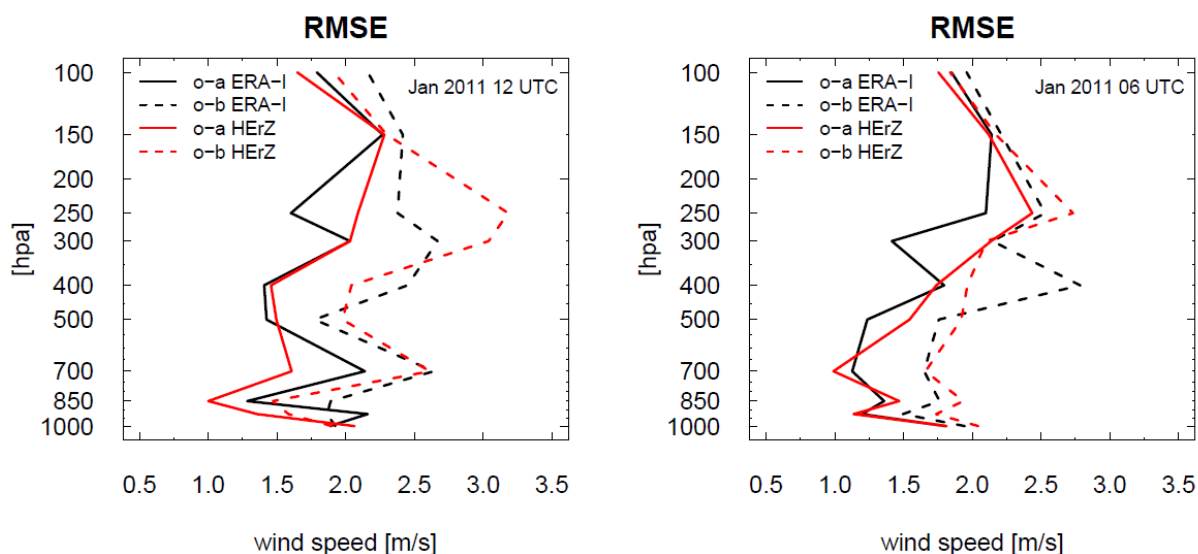 RMSE
o−a ERA−I
o−b ERA−I
o−a HErZ
o−b HErZ
Jan 2011 12 UTC
[hpa]
100
150
200
250
300
400
500
700
850
1000
0.5 1.0 1.5 2.0 2.5 3.0 3.5
wind speed [m/s]
RMSE
o−a ERA−I
o−b ERA−I
o−a HErZ
o−b HErZ
Jan 2011 06 UTC
[hpa]
100
150
200
250
300
400
500
700
850
1000
0.5 1.0 1.5 2.0 2.5 3.0 3.5
wind speed [m/s]